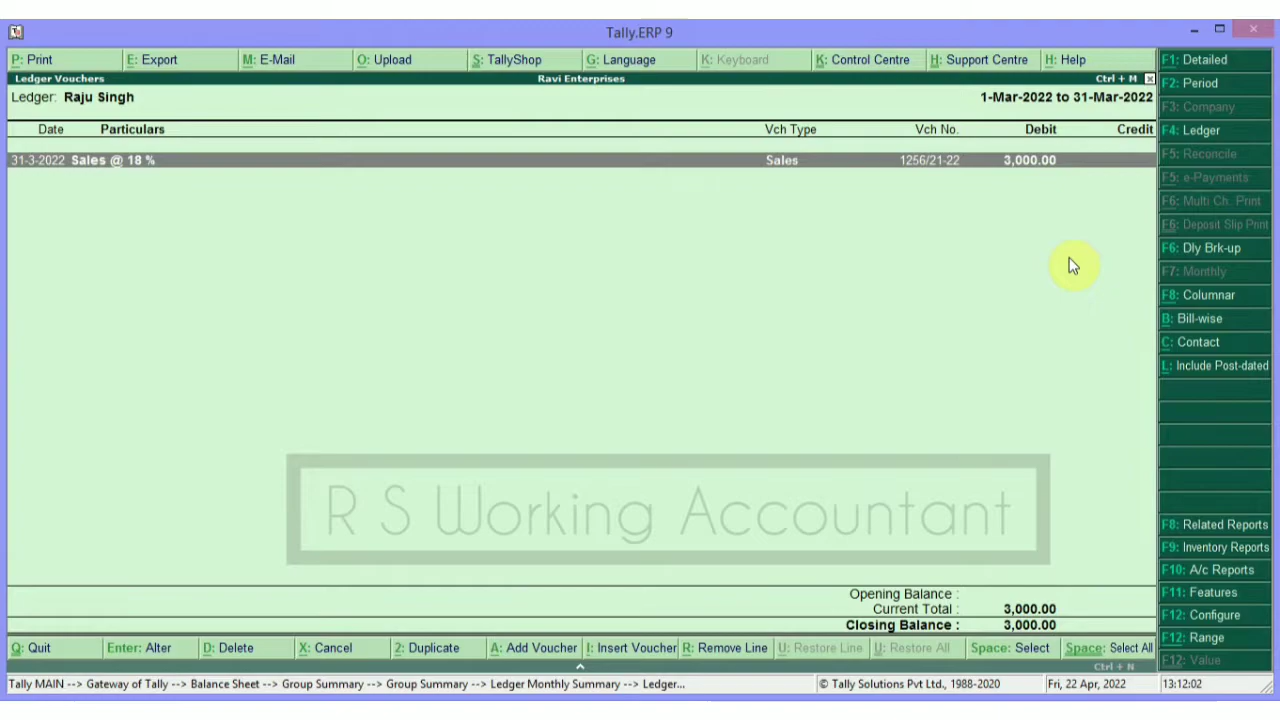 Tally.ERP 9
P: Print E: Export M: E-Mail O: Upload S: TallyShop G: Language K: Keyboard K: Control Centre H: Support Centre H: Help
Ledger Vouchers Ravi Enterprises Ctrl + M
Ledger: Raju Singh 1-Mar-2022 to 31-Mar-2022
Date Particulars Vch Type Vch No. Debit Credit
31-3-2022 Sales @ 18 % Sales 1256/21-22 3,000.00
R S Working Accountant
Opening Balance :
Current Total : 3,000.00
Closing Balance : 3,000.00
Q: Quit Enter: Alter D: Delete X: Cancel 2: Duplicate A: Add Voucher I: Insert Voucher R: Remove Line U: Restore Line U: Restore All Space: Select Space: Select All
Ctrl + N
Tally MAIN --> Gateway of Tally --> Balance Sheet --> Group Summary --> Group Summary --> Ledger Monthly Summary --> Ledger... © Tally Solutions Pvt Ltd., 1988-2020 Fri, 22 Apr, 2022 13:12:02
F1: Detailed
F2: Period
F3: Company
F4: Ledger
F5: Reconcile
F5: e-Payments
F6: Multi Ch. Print
F6: Deposit Slip Print
F6: Dly Brk-up
F7: Monthly
F8: Columnar
B: Bill-wise
C: Contact
L: Include Post-dated
F8: Related Reports
F9: Inventory Reports
F10: A/c Reports
F11: Features
F12: Configure
F12: Range
F12: Value